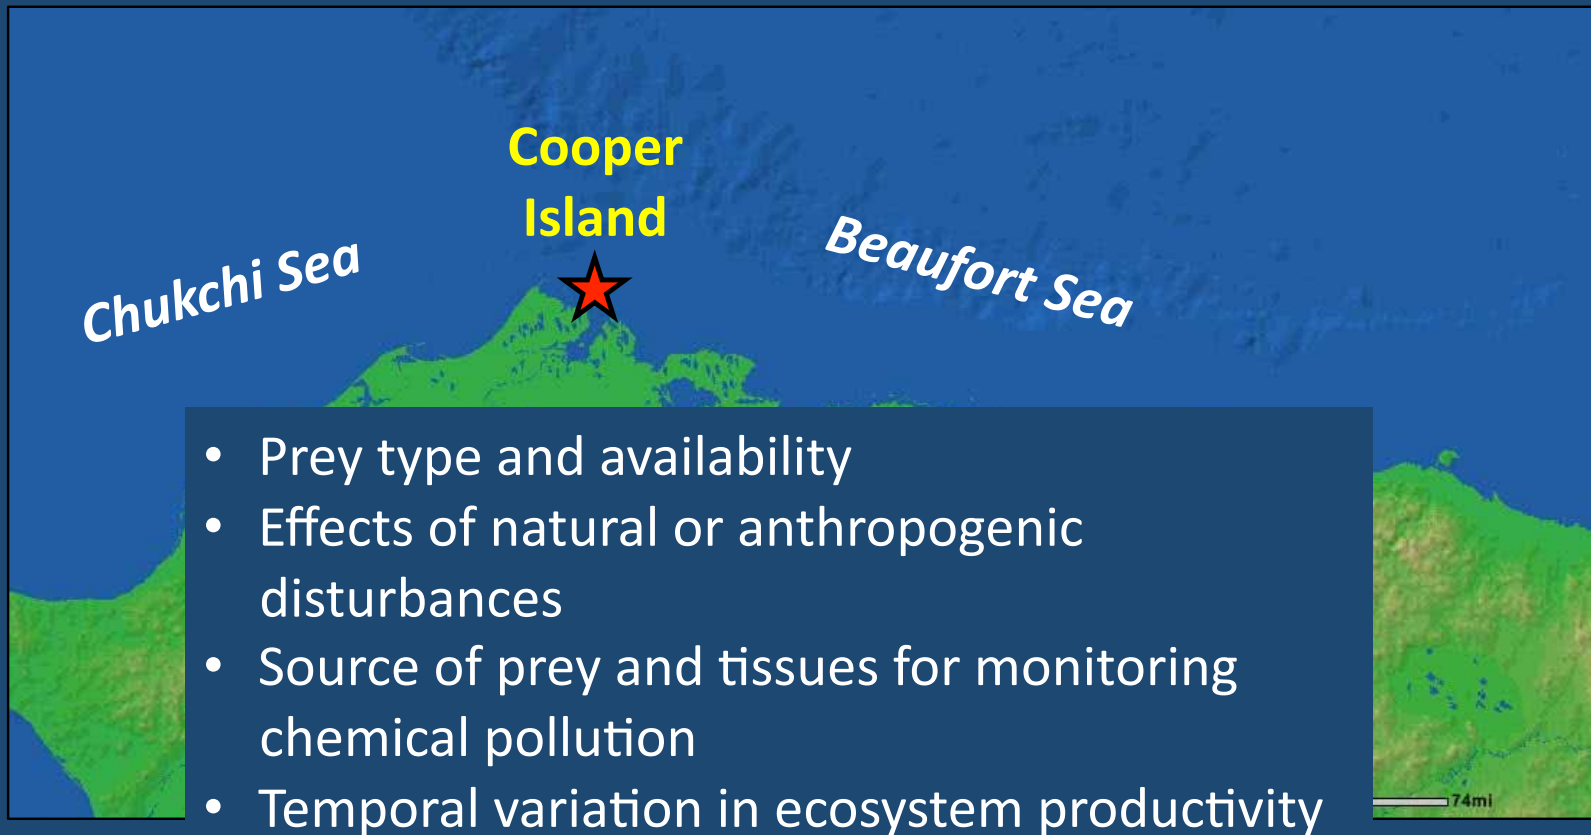 Cooper
Island
Chukchi Sea
Beaufort Sea
• Prey type and availability
• Effects of natural or anthropogenic
disturbances
• Source of prey and tissues for monitoring
chemical pollution
• Temporal variation in ecosystem productivity
74mi